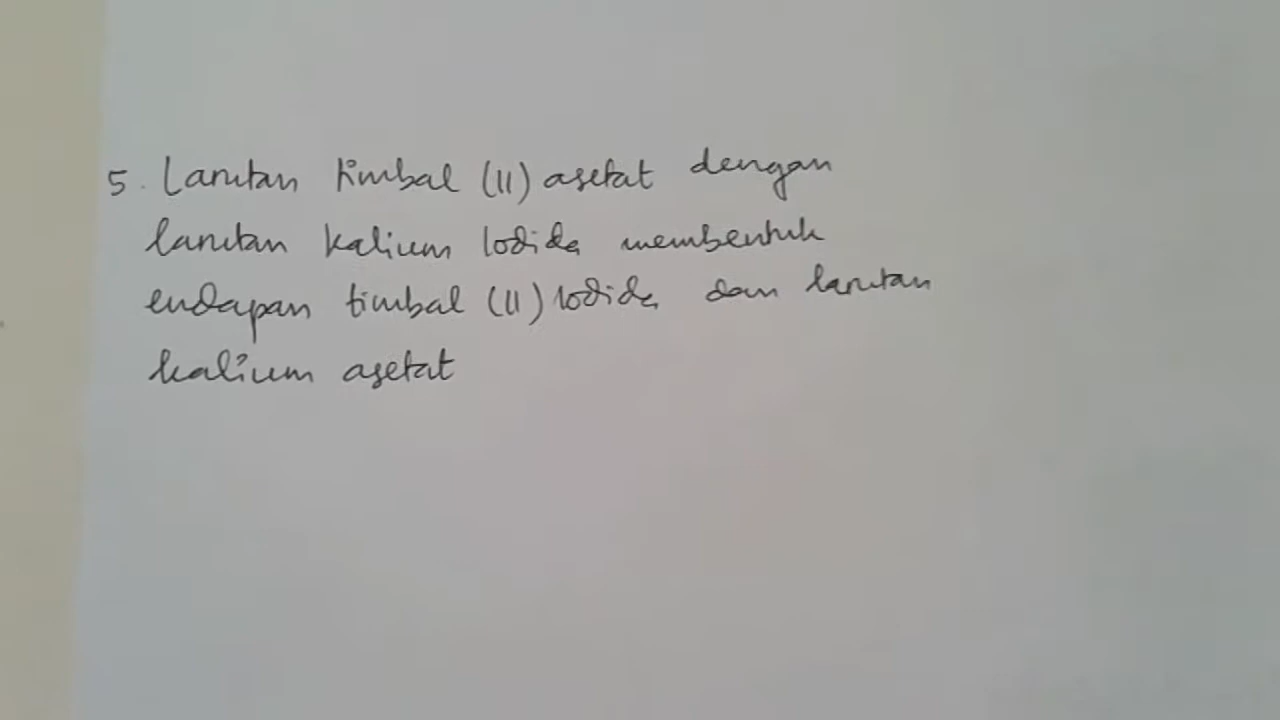 5. Larutan timbal (II) asetat dengan
larutan kalium Iodida membentuk
endapan timbal (II) Iodida dan larutan
kalium asetat